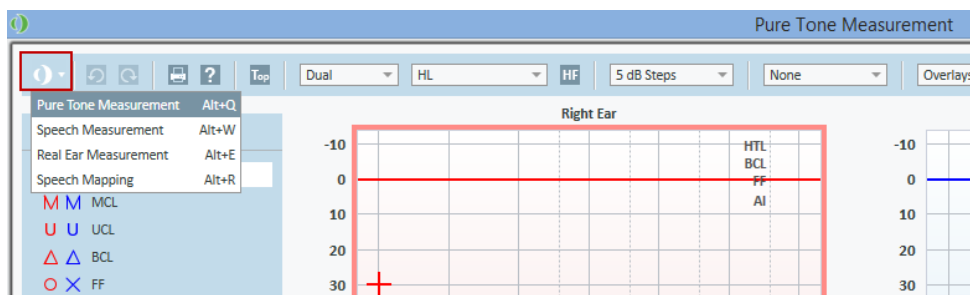 Pure Tone Measurement
Top Dual HL HF 5 dB Steps None Overlays
Pure Tone Measurement Alt+Q
Speech Measurement Alt+W
Real Ear Measurement Alt+E
Speech Mapping Alt+R
M M MCL
U U UCL
BCL
FF
Right Ear
-10
0
10
20
30
HTL
BCL
FF
AI
-10
0
10
20
30